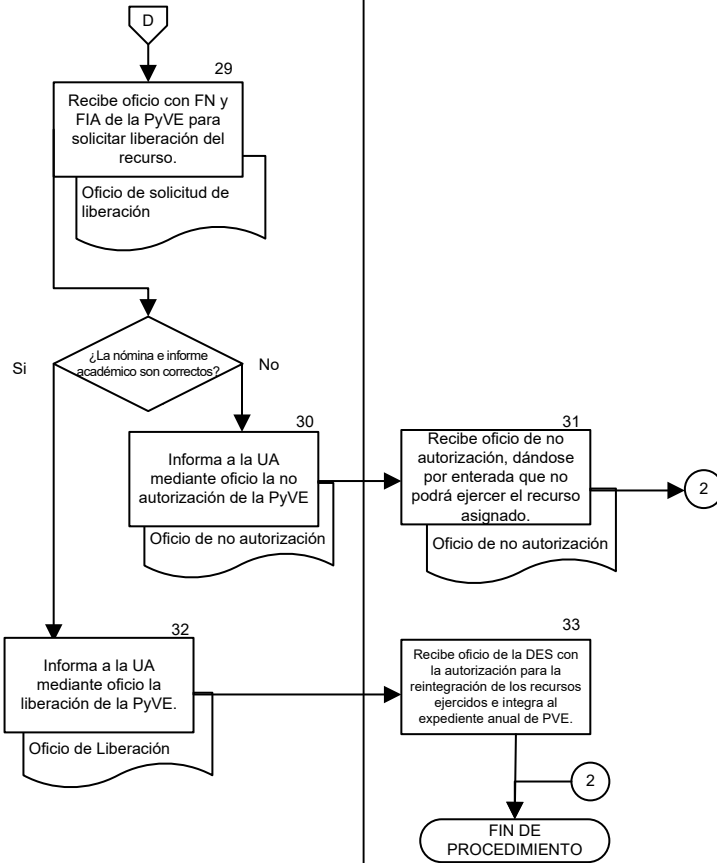 D
29
Recibe oficio con FN y
FIA de la PyVE para
solicitar liberación del
recurso.
Oficio de solicitud de
liberación
¿La nómina e informe
académico son correctos?
Si
No
30
Informa a la UA
mediante oficio la no
autorización de la PyVE
Oficio de no autorización
31
Recibe oficio de no
autorización, dándose
por enterada que no
podrá ejercer el recurso
asignado.
Oficio de no autorización
2
32
Informa a la UA
mediante oficio la
liberación de la PyVE.
Oficio de Liberación
33
Recibe oficio de la DES con
la autorización para la
reintegración de los recursos
ejercidos e integra al
expediente anual de PVE.
2
FIN DE
PROCEDIMIENTO